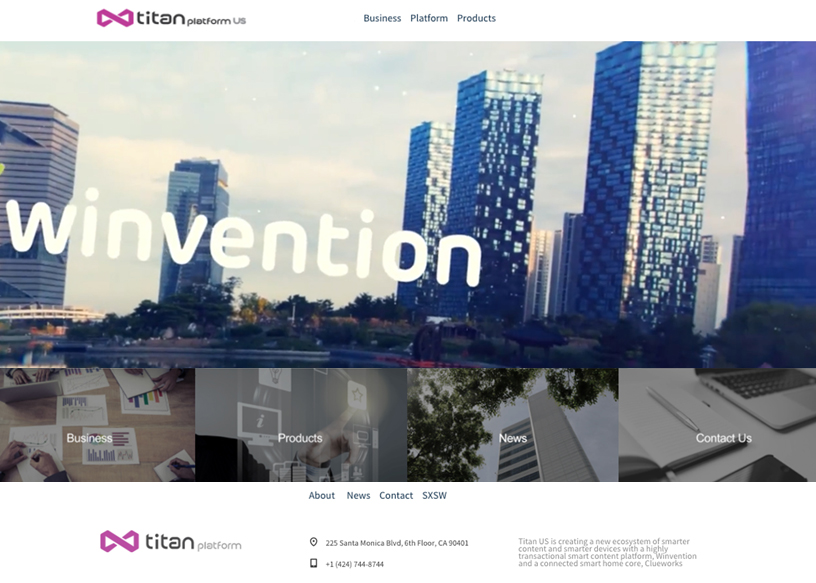 titan platform US
Business Platform Products
winvention
Business
Products
News
Contact Us
About News Contact SXSW
titan platform
225 Santa Monica Blvd, 6th Floor, CA 90401
+1 (424) 744-8744
Titan US is creating a new ecosystem of smarter
content and smarter devices with a highly
transactional smart content platform, Winvention
and a connected smart home core, Clueworks